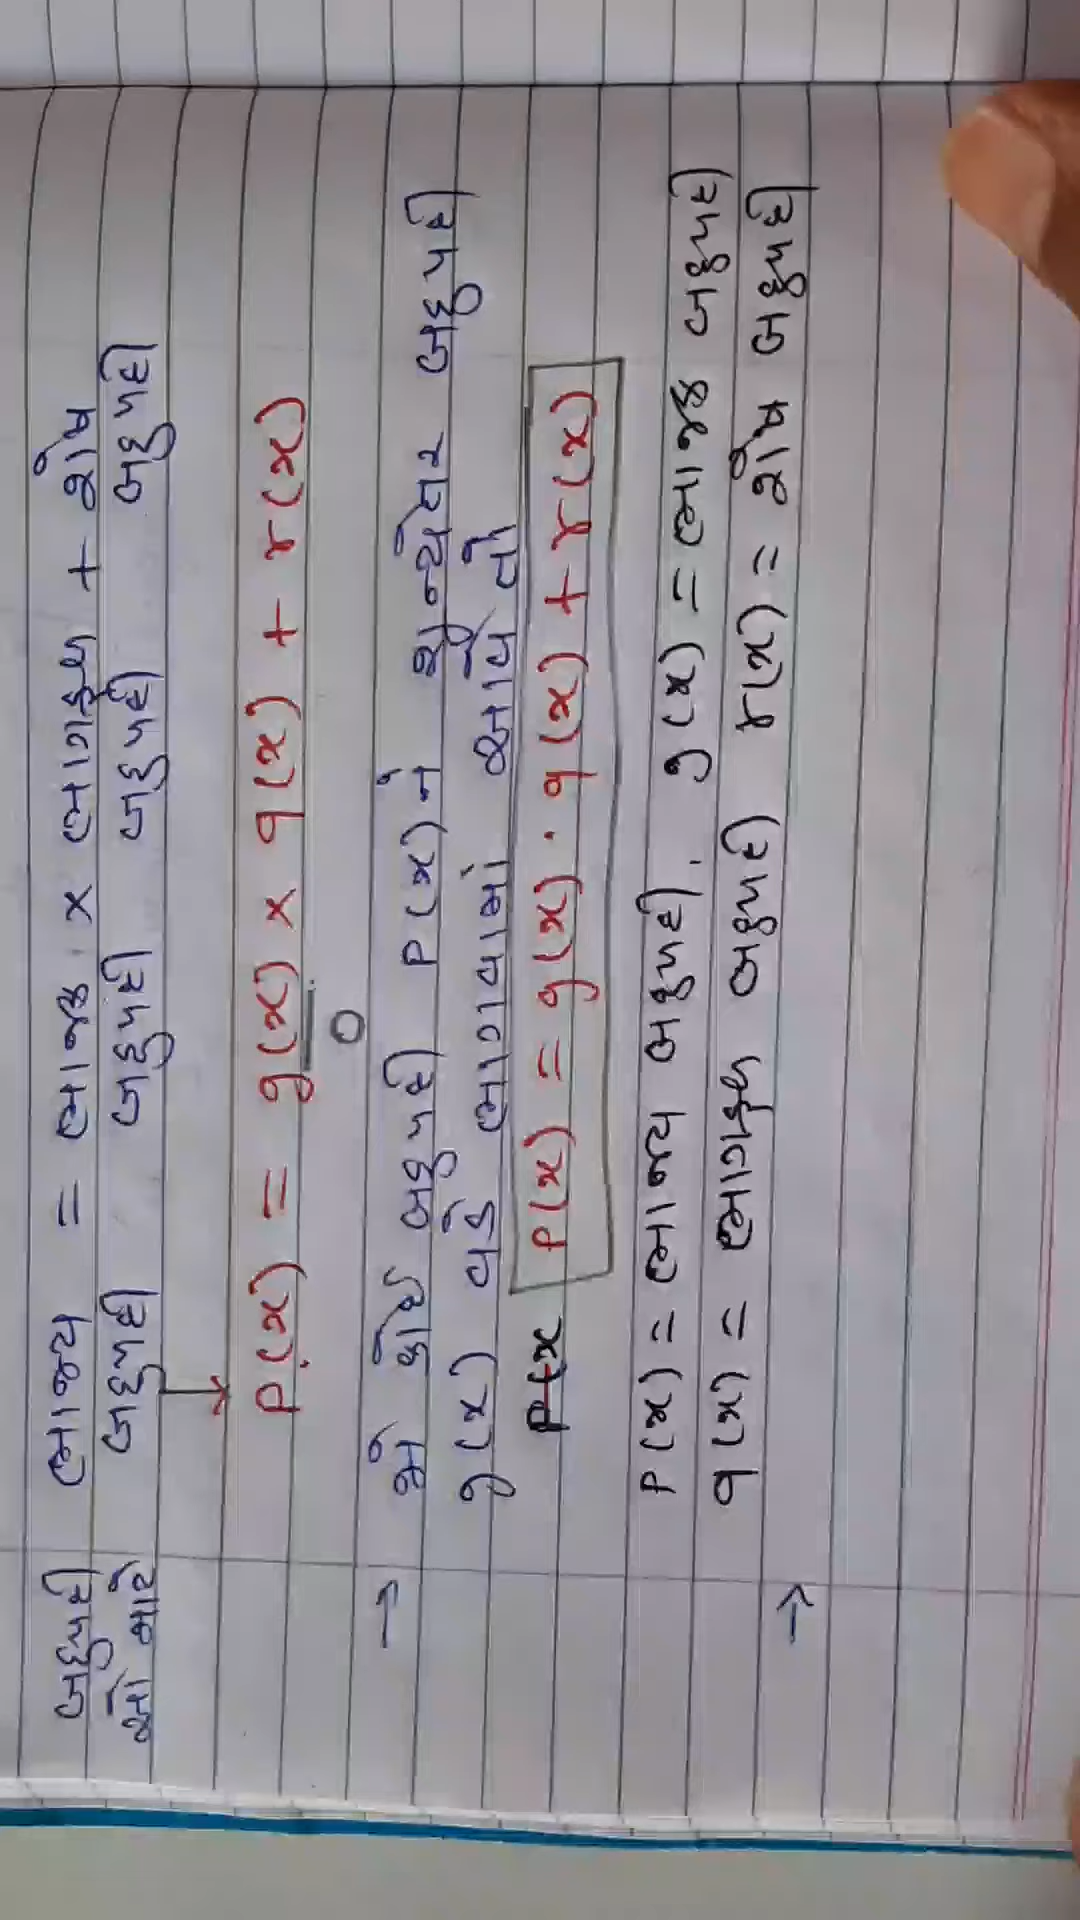 બહુપદી ભાજ્ય = ભાજક × ભાગફળ + શેષ
ઓ માટે બહુપદી બહુપદી બહુપદી બહુપદી
P(x) = g(x) × q(x) + r(x)
O
→ જો કોઈ બહુપદી P(x) ને શૂન્યેતર બહુપદી
g(x) વડે ભાગવામાં આવે તો
P(x P(x) = g(x) · q(x) + r(x)
P(x) = ભાજ્ય બહુપદી, g(x) = ભાજક બહુપદી
q(x) = ભાગફળ બહુપદી r(x) = શેષ બહુપદી
→